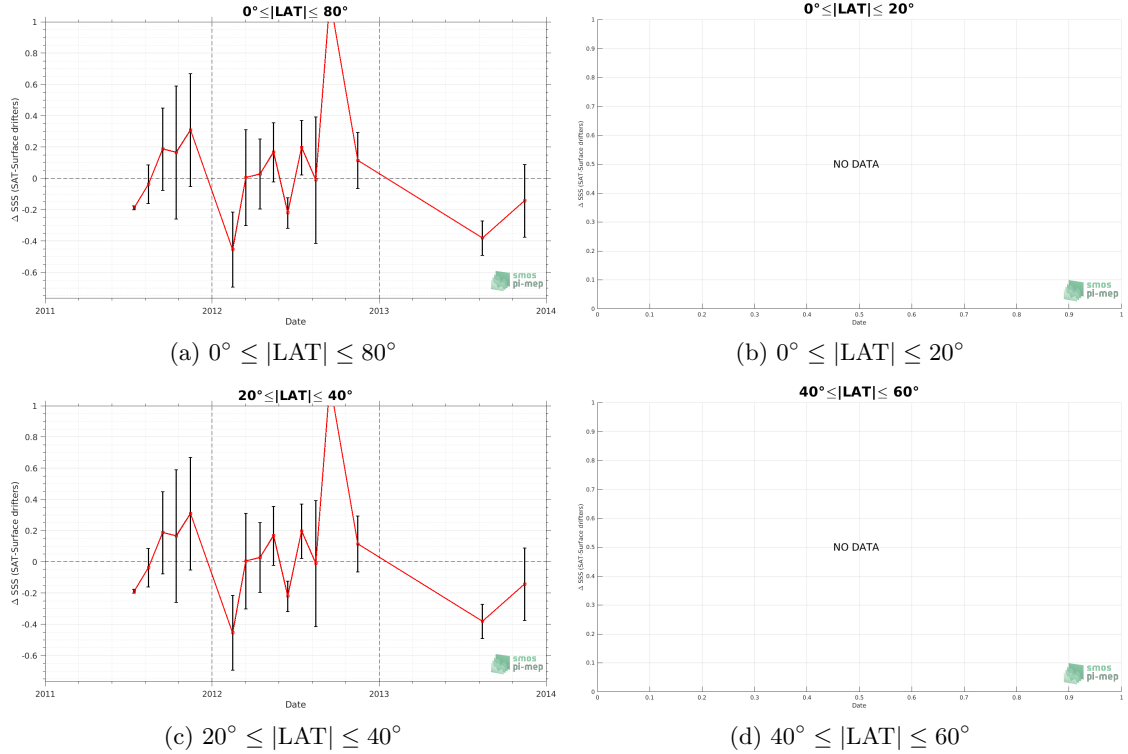 0°≤|LAT|≤ 80°
Δ SSS (SAT-Surface drifters)
1
0.8
0.6
0.4
0.2
0
-0.2
-0.4
-0.6
2011
2012
2013
2014
Date
smos
pi-mep
(a) 0° ≤ |LAT| ≤ 80°
0°≤|LAT|≤ 20°
Δ SSS (SAT-Surface drifters)
1
0.9
0.8
0.7
0.6
0.5
0.4
0.3
0.2
0.1
0
NO DATA
0
0.1
0.2
0.3
0.4
0.5
0.6
0.7
0.8
0.9
1
Date
smos
pi-mep
(b) 0° ≤ |LAT| ≤ 20°
20°≤|LAT|≤ 40°
Δ SSS (SAT-Surface drifters)
1
0.8
0.6
0.4
0.2
0
-0.2
-0.4
-0.6
2011
2012
2013
2014
Date
smos
pi-mep
(c) 20° ≤ |LAT| ≤ 40°
40°≤|LAT|≤ 60°
Δ SSS (SAT-Surface drifters)
1
0.9
0.8
0.7
0.6
0.5
0.4
0.3
0.2
0.1
0
NO DATA
0
0.1
0.2
0.3
0.4
0.5
0.6
0.7
0.8
0.9
1
Date
smos
pi-mep
(d) 40° ≤ |LAT| ≤ 60°